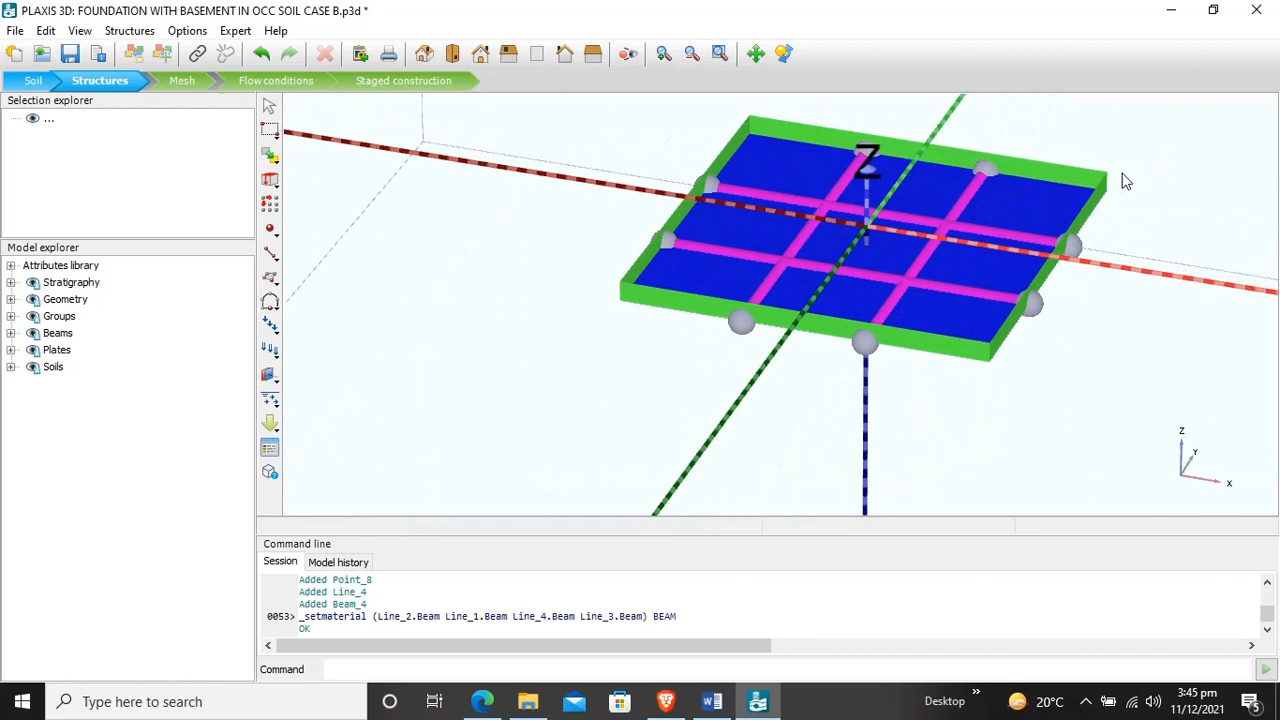 PLAXIS 3D: FOUNDATION WITH BASEMENT IN OCC SOIL CASE B.p3d *
File Edit View Structures Options Expert Help
Soil Structures Mesh Flow conditions Staged construction
Selection explorer
...
Model explorer
Attributes library
Stratigraphy
Geometry
Groups
Beams
Plates
Soils
Z
Z
Y
X
Command line
Session Model history
Added Point_8
Added Line_4
Added Beam_4
0053> _setmaterial (Line_2.Beam Line_1.Beam Line_4.Beam Line_3.Beam) BEAM
OK
Command
Type here to search
Desktop
20°C
3:45 pm
11/12/2021
5